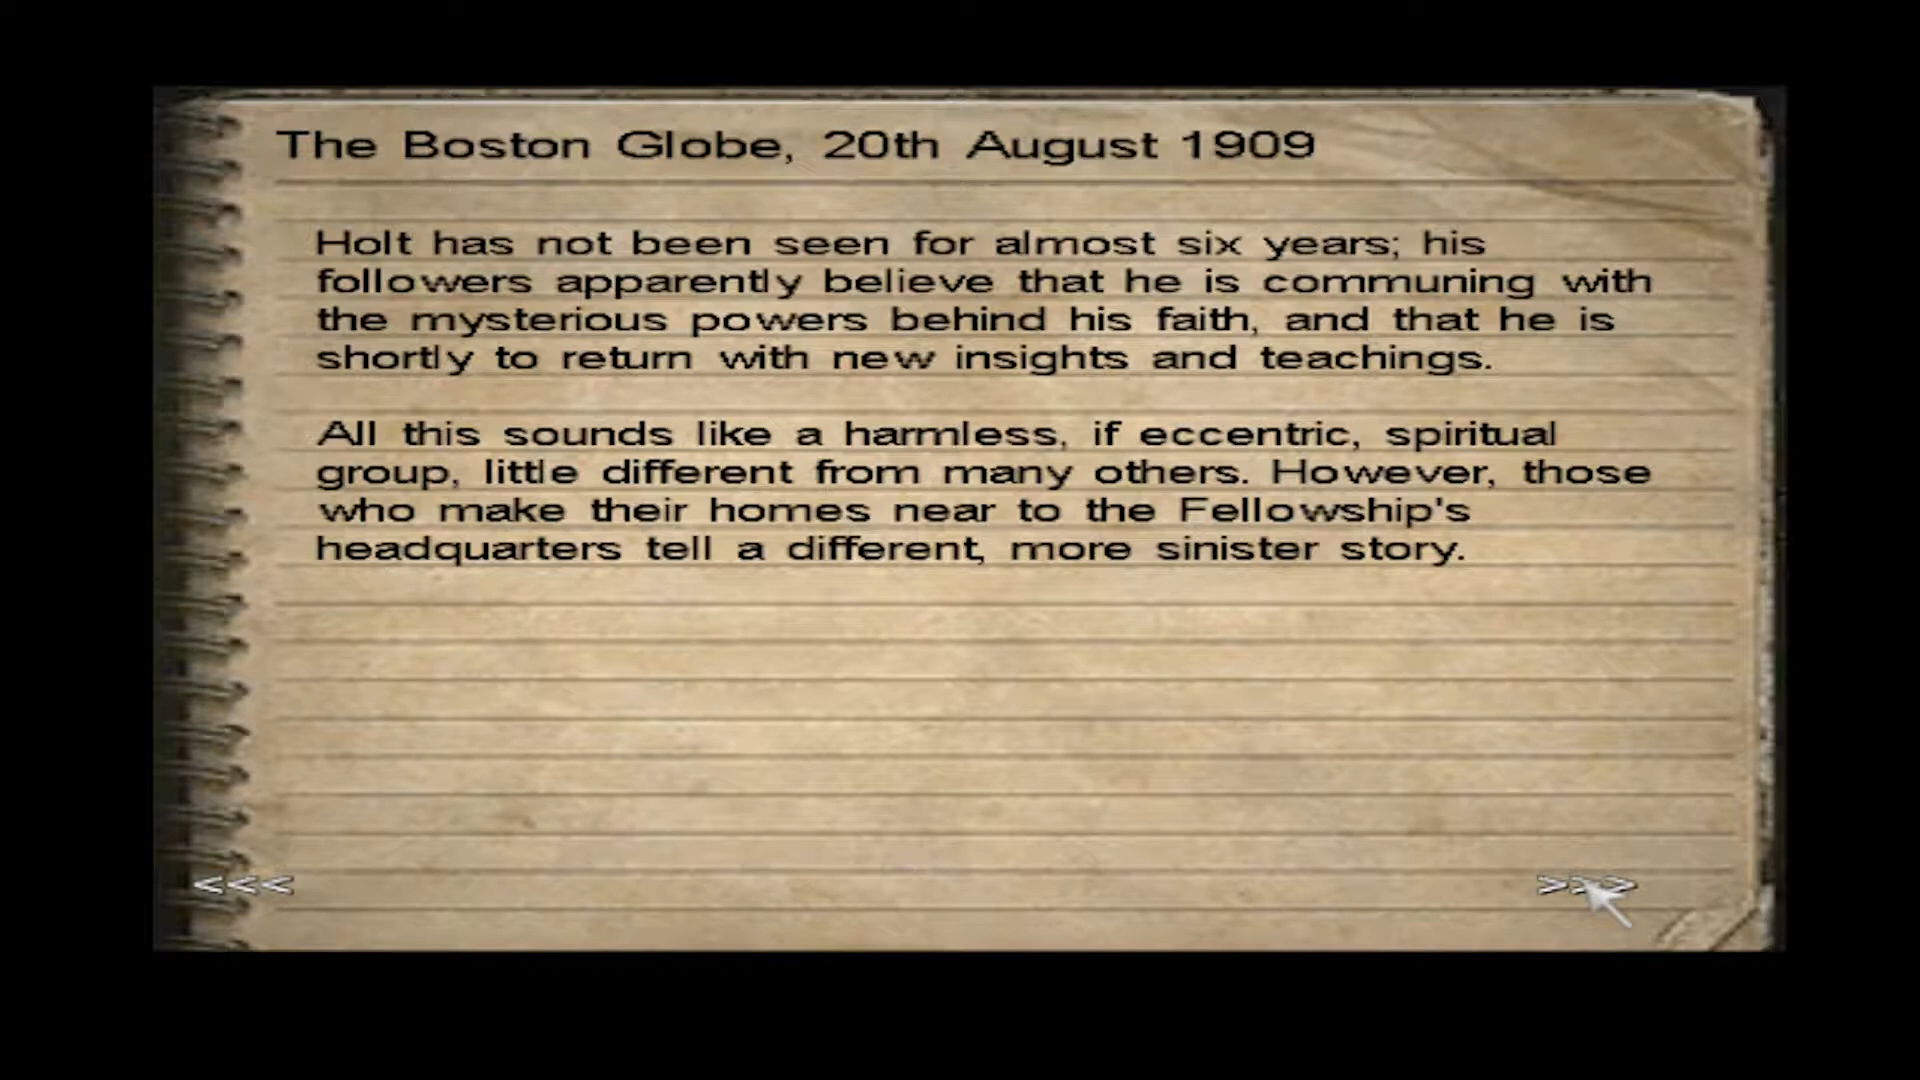 The Boston Globe, 20th August 1909
Holt has not been seen for almost six years; his
followers apparently believe that he is communing with
the mysterious powers behind his faith, and that he is
shortly to return with new insights and teachings.
All this sounds like a harmless, if eccentric, spiritual
group, little different from many others. However, those
who make their homes near to the Fellowship's
headquarters tell a different, more sinister story.
<<< >>>